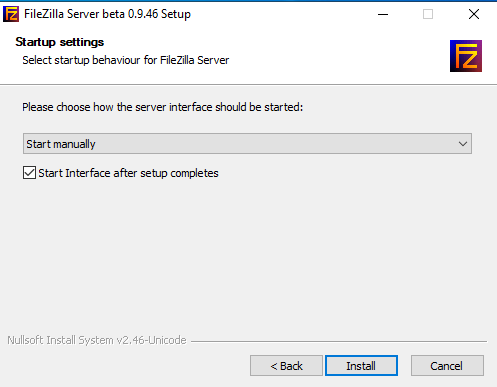 FileZilla Server beta 0.9.46 Setup
Startup settings
Select startup behaviour for FileZilla Server
FZ
Please choose how the server interface should be started:
Start manually
Start Interface after setup completes
Nullsoft Install System v2.46-Unicode
< Back
Install
Cancel